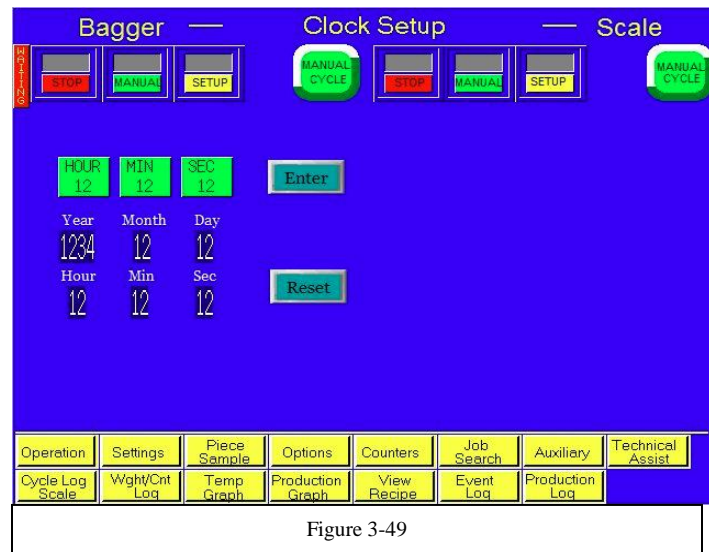 Bagger — Clock Setup — Scale
WAITING
STOP MANUAL SETUP MANUAL CYCLE STOP MANUAL SETUP MANUAL CYCLE
HOUR MIN SEC
12 12 12
Enter
Year Month Day
1234 12 12
Hour Min Sec
12 12 12
Reset
Operation Settings Piece Sample Options Counters Job Search Auxiliary Technical Assist
Cycle Log Scale Wght/Cnt Log Temp Graph Production Graph View Recipe Event Log Production Log
Figure 3-49